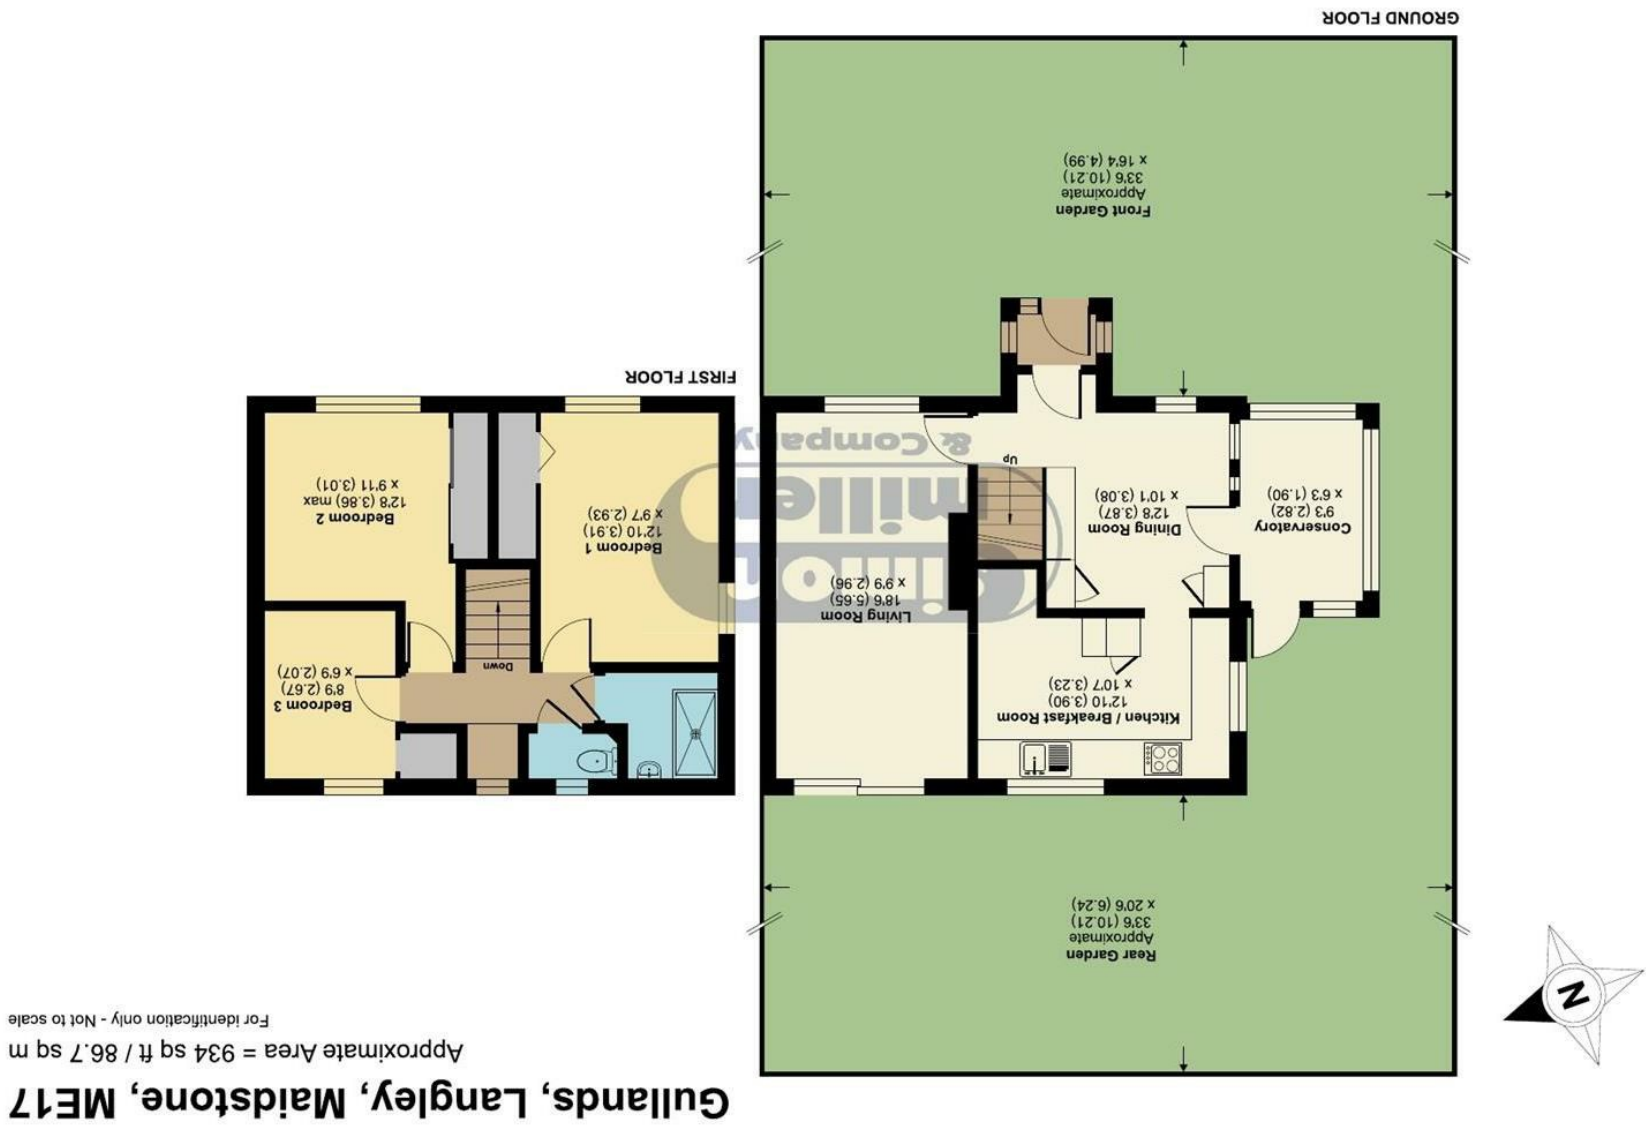 Gullands, Langley, Maidstone, ME17
Approximate Area = 934 sq ft / 86.7 sq m
For identification only - Not to scale
N
Rear Garden
Approximate
33'6 (10.21)
x 20'6 (6.24)
Kitchen / Breakfast Room
12'10 (3.90)
x 10'7 (3.23)
Living Room
18'6 (5.65)
x 9'9 (2.96)
Conservatory
9'3 (2.82)
x 6'3 (1.90)
Dining Room
12'8 (3.87)
x 10'1 (3.08)
Up
Front Garden
Approximate
33'6 (10.21)
x 16'4 (4.99)
GROUND FLOOR
Bedroom 3
8'9 (2.67)
x 6'9 (2.07)
Down
Bedroom 1
12'10 (3.91)
x 9'7 (2.93)
Bedroom 2
12'8 (3.86) max
x 9'11 (3.01)
FIRST FLOOR
simon
miller
& Company